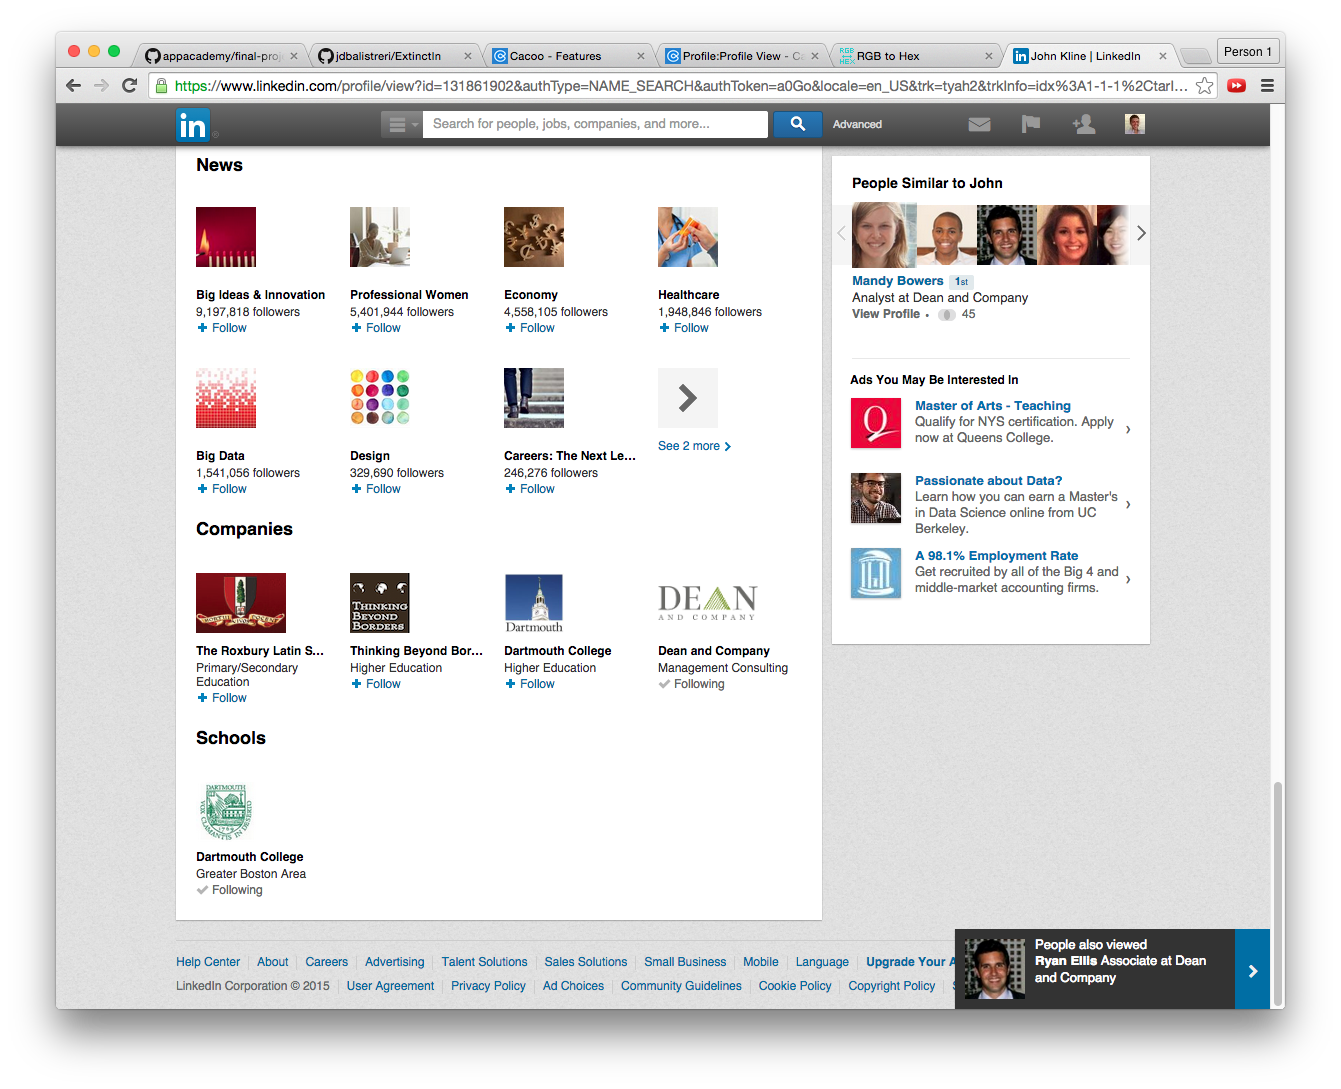 appacademy/final-proj
jdbalistreri/ExtinctIn
Cacoo - Features
Profile:Profile View - C
RGB to Hex
John Kline | LinkedIn
Person 1
https://www.linkedin.com/profile/view?id=131861902&authType=NAME_SEARCH&authToken=a0Go&locale=en_US&trk=tyah2&trkInfo=idx%3A1-1-1%2Ctarl...
in
Search for people, jobs, companies, and more...
Advanced
News
Big Ideas & Innovation
9,197,818 followers
Follow
Professional Women
5,401,944 followers
Follow
Economy
4,558,105 followers
Follow
Healthcare
1,948,846 followers
Follow
Big Data
1,541,056 followers
Follow
Design
329,690 followers
Follow
Careers: The Next Le...
246,276 followers
Follow
See 2 more
Companies
The Roxbury Latin S...
Primary/Secondary
Education
Follow
THINKING
BEYOND
BORDERS
Thinking Beyond Bor...
Higher Education
Follow
Dartmouth
Dartmouth College
Higher Education
Follow
DEAN
AND COMPANY
Dean and Company
Management Consulting
Following
Schools
DARTMOUTH
VOX CLAMANTIS IN DESERTO
1769
Dartmouth College
Greater Boston Area
Following
People Similar to John
Mandy Bowers 1st
Analyst at Dean and Company
View Profile • 45
Ads You May Be Interested In
Q
Master of Arts - Teaching
Qualify for NYS certification. Apply
now at Queens College.
Passionate about Data?
Learn how you can earn a Master's
in Data Science online from UC
Berkeley.
A 98.1% Employment Rate
Get recruited by all of the Big 4 and
middle-market accounting firms.
Help Center About Careers Advertising Talent Solutions Sales Solutions Small Business Mobile Language Upgrade Your A
LinkedIn Corporation © 2015 User Agreement Privacy Policy Ad Choices Community Guidelines Cookie Policy Copyright Policy
People also viewed
Ryan Ellis Associate at Dean
and Company